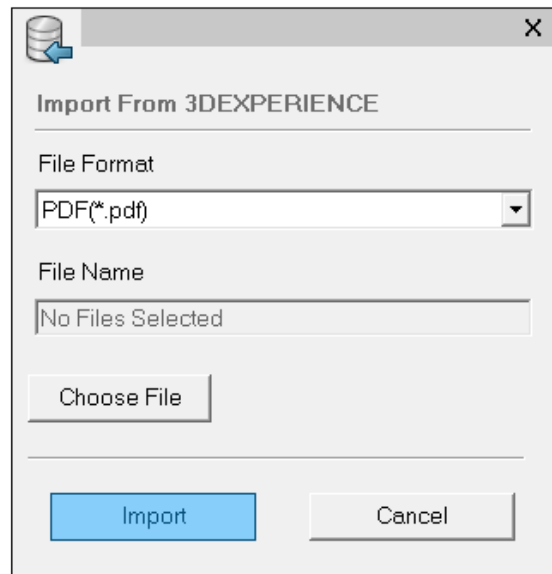 Import From 3DEXPERIENCE
File Format
PDF(*.pdf)
File Name
No Files Selected
Choose File
Import
Cancel